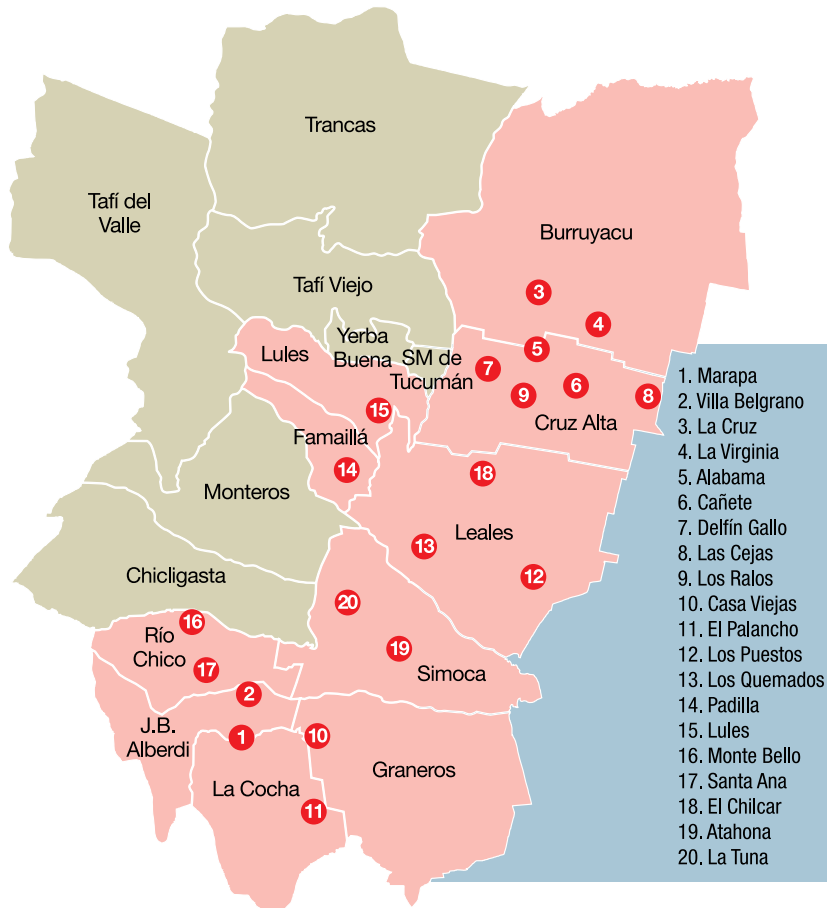 Trancas
Tafí del
Valle
Burruyacu
Tafí Viejo
3
4
Yerba
Buena
Lules
SM de
Tucumán
5
7
6
8
9
15
Cruz Alta
Famaillá
14
18
Monteros
Leales
13
12
Chicligasta
20
16
Río
Chico
19
17
Simoca
2
J.B.
Alberdi
1
10
Graneros
La Cocha
11
1. Marapa
2. Villa Belgrano
3. La Cruz
4. La Virginia
5. Alabama
6. Cañete
7. Delfín Gallo
8. Las Cejas
9. Los Ralos
10. Casa Viejas
11. El Palancho
12. Los Puestos
13. Los Quemados
14. Padilla
15. Lules
16. Monte Bello
17. Santa Ana
18. El Chilcar
19. Atahona
20. La Tuna